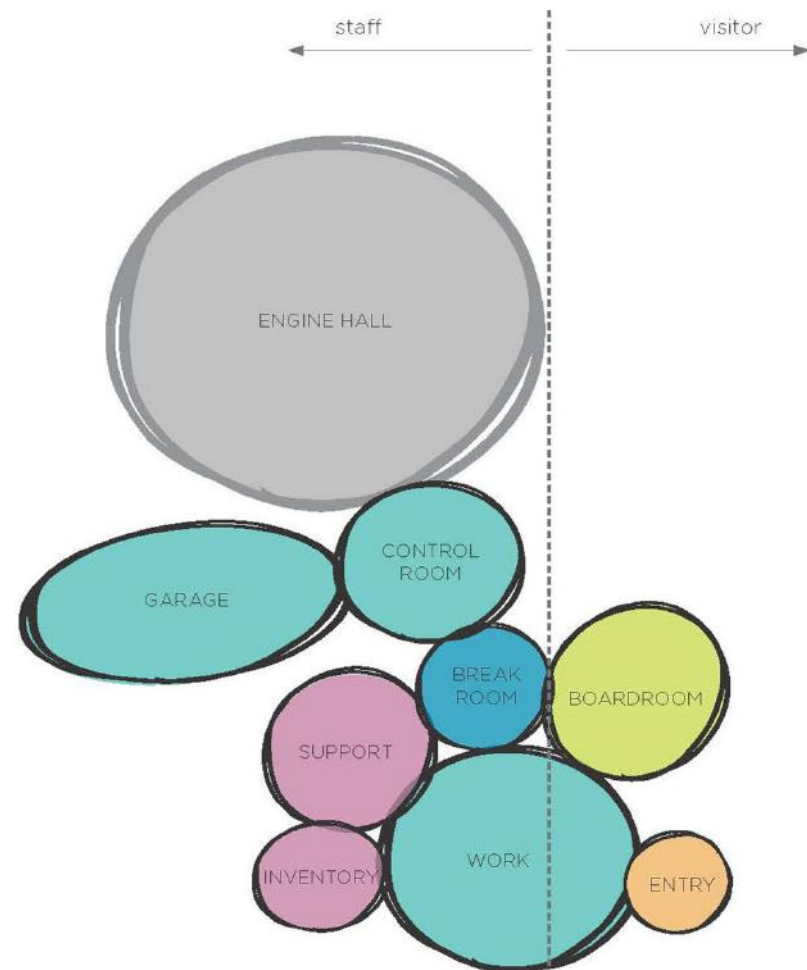 staff
visitor
ENGINE HALL
CONTROL
ROOM
GARAGE
BREAK
ROOM
BOARDROOM
SUPPORT
WORK
INVENTORY
ENTRY